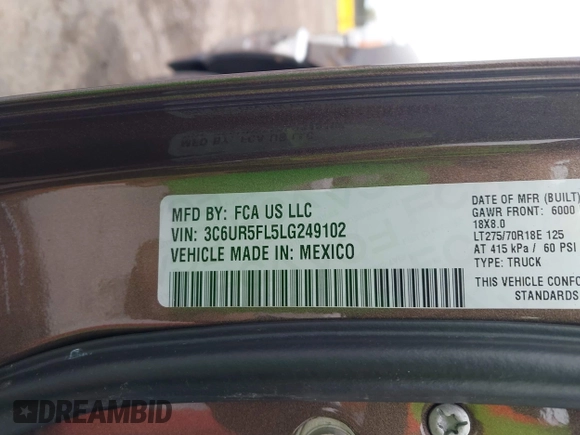 MFD BY: FCA US LLC
VIN: 3C6UR5FL5LG249102
VEHICLE MADE IN: MEXICO
DATE OF MFR (BUILT)
GAWR FRONT: 6000
18X8.0
LT275/70R18E 125
AT 415 kPa / 60 PSI
TYPE: TRUCK
THIS VEHICLE CONFO
STANDARDS
DREAMBID